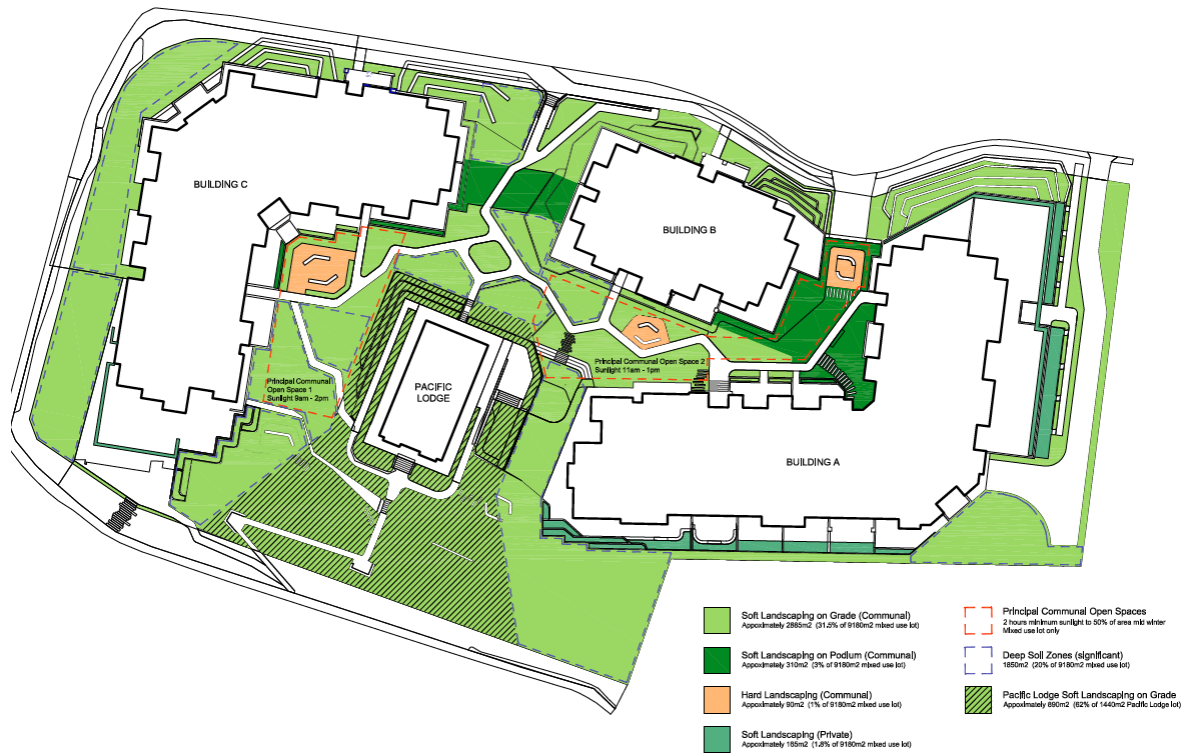 BUILDING C
BUILDING B
PACIFIC
LODGE
Principal Communal
Open Space 1
Sunlight 9am - 2pm
Principal Communal Open Space 2
Sunlight 11am - 1pm
BUILDING A
Soft Landscaping on Grade (Communal)
Appoximately 2885m2 (31.5% of 9180m2 mixed use lot)
Soft Landscaping on Podium (Communal)
Appoximately 310m2 (3% of 9180m2 mixed use lot)
Hard Landscaping (Communal)
Appoximately 90m2 (1% of 9180m2 mixed use lot)
Soft Landscaping (Private)
Appoximately 165m2 (1.8% of 9180m2 mixed use lot)
Principal Communal Open Spaces
2 hours minimum sunlight to 50% of area mid winter
Mixed use lot only
Deep Soil Zones (significant)
1850m2 (20% of 9180m2 mixed use lot)
Pacific Lodge Soft Landscaping on Grade
Appoximately 890m2 (62% of 1440m2 Pacific Lodge lot)